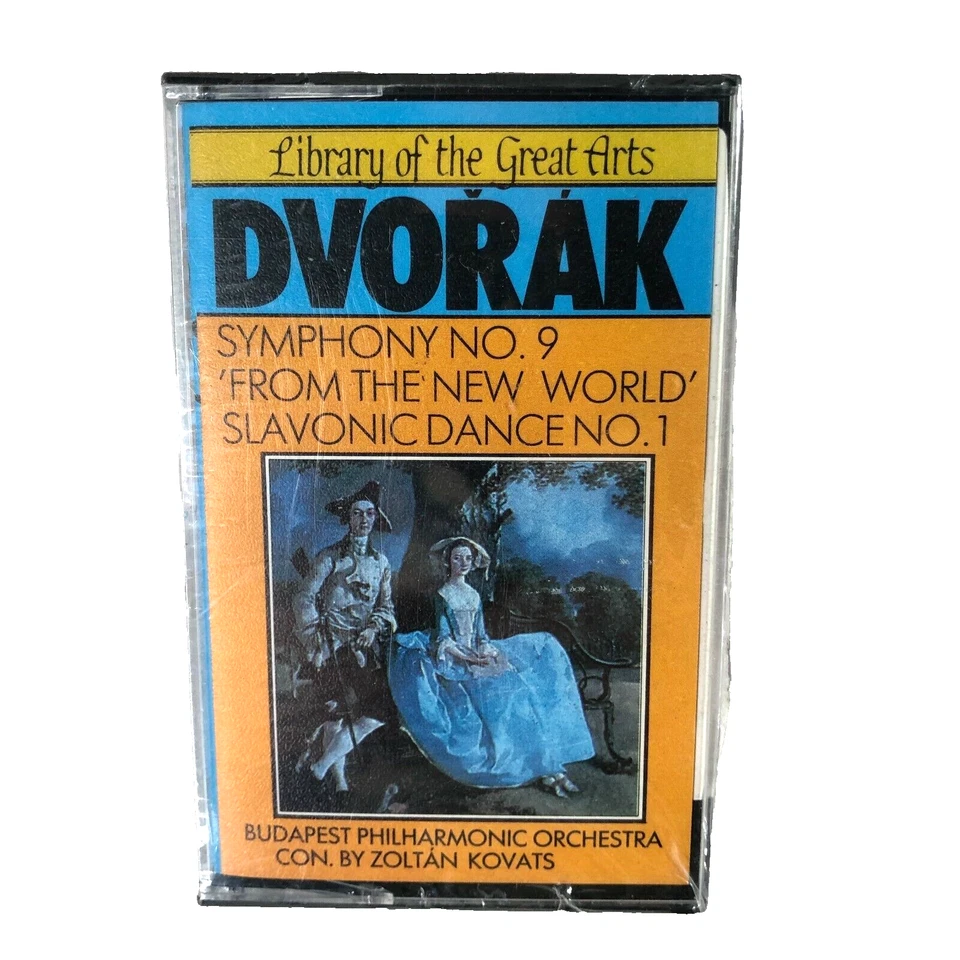 Library of the Great Arts
DVOŘÁK
SYMPHONY NO. 9
'FROM THE NEW WORLD'
SLAVONIC DANCE NO. 1
BUDAPEST PHILHARMONIC ORCHESTRA
CON. BY ZOLTÁN KOVATS